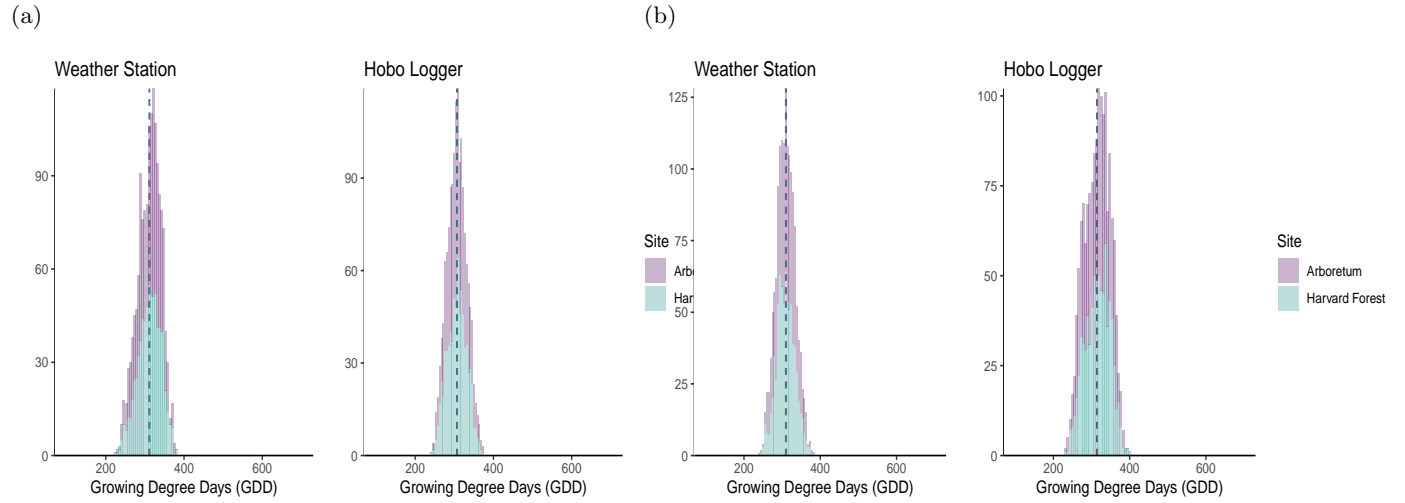 (a)
(b)
Weather Station
Hobo Logger
Weather Station
Hobo Logger
90
60
30
0
200
400
600
Growing Degree Days (GDD)
90
60
30
0
200
400
600
Growing Degree Days (GDD)
Site
Arbo
Har
125
100
75
50
25
0
200
400
600
Growing Degree Days (GDD)
100
75
50
25
0
200
400
600
Growing Degree Days (GDD)
Site
Arboretum
Harvard Forest